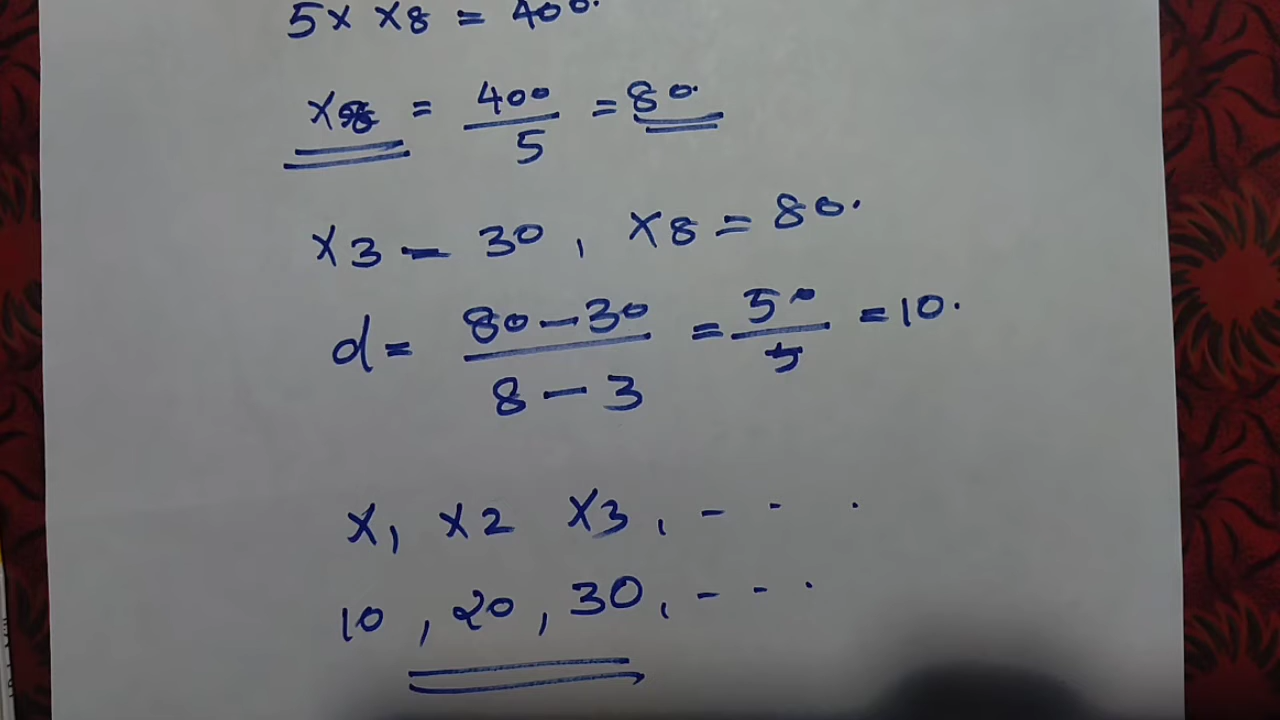 5x x8 = 400.
x8 = 400/5 = 80.
x3 - 30, x8 = 80.
d = 80-30/8-3 = 50/5 = 10.
x1 x2 x3, - - .
10, 20, 30, - - .